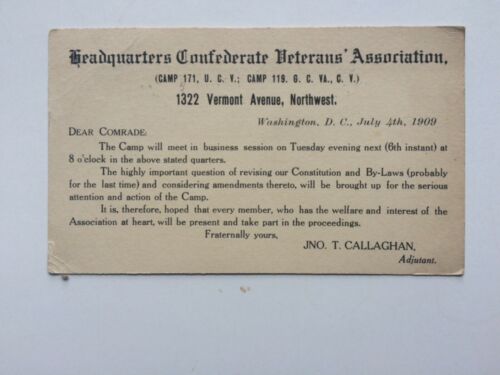 Headquarters Confederate Veterans' Association,
(CAMP 171, U. C. V.; CAMP 119, G. C. VA., C. V.)
1322 Vermont Avenue, Northwest.
Washington, D. C., July 4th, 1909
DEAR COMRADE:
The Camp will meet in business session on Tuesday evening next (6th instant) at
8 o'clock in the above stated quarters.
The highly important question of revising our Constitution and By-Laws (probably
for the last time) and considering amendments thereto, will be brought up for the serious
attention and action of the Camp.
It is, therefore, hoped that every member, who has the welfare and interest of the
Association at heart, will be present and take part in the proceedings.
Fraternally yours,
JNO. T. CALLAGHAN,
Adjutant.